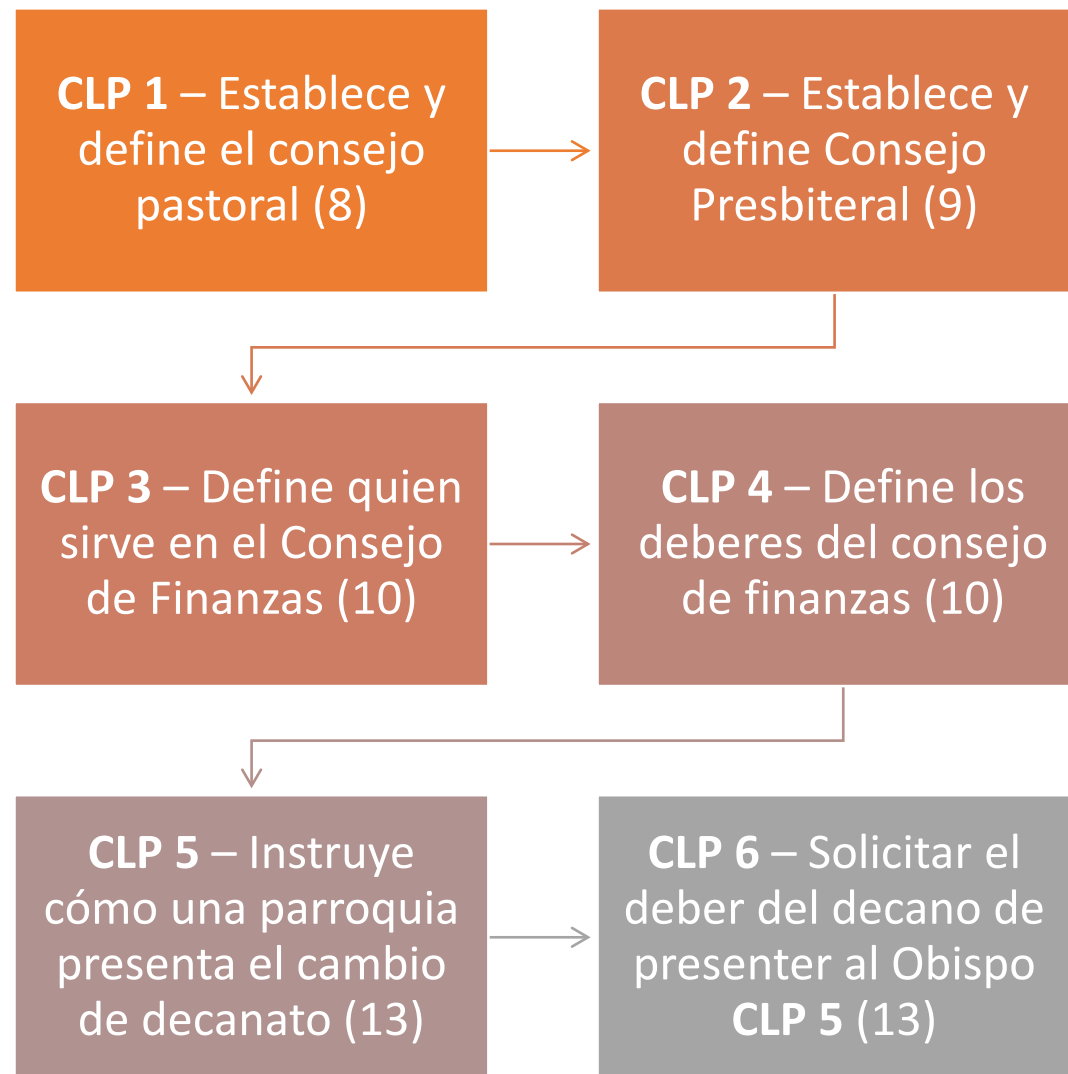 CLP 1 – Establece y
define el consejo
pastoral (8)
CLP 2 – Establece y
define Consejo
Presbiteral (9)
CLP 3 – Define quien
sirve en el Consejo
de Finanzas (10)
CLP 4 – Define los
deberes del consejo
de finanzas (10)
CLP 5 – Instruye
cómo una parroquia
presenta el cambio
de decanato (13)
CLP 6 – Solicitar el
deber del decano de
presenter al Obispo
CLP 5 (13)